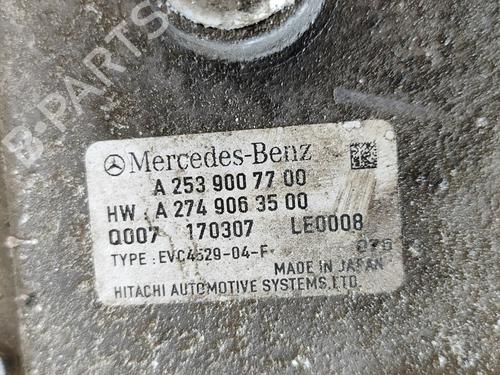 B-PARTS
Mercedes-Benz
A 253 900 77 00
HW : A 274 906 35 00
Q007 170307 LE0008
TYPE : EVC4529-04-F 078
MADE IN JAPAN
HITACHI AUTOMOTIVE SYSTEMS,LTD.